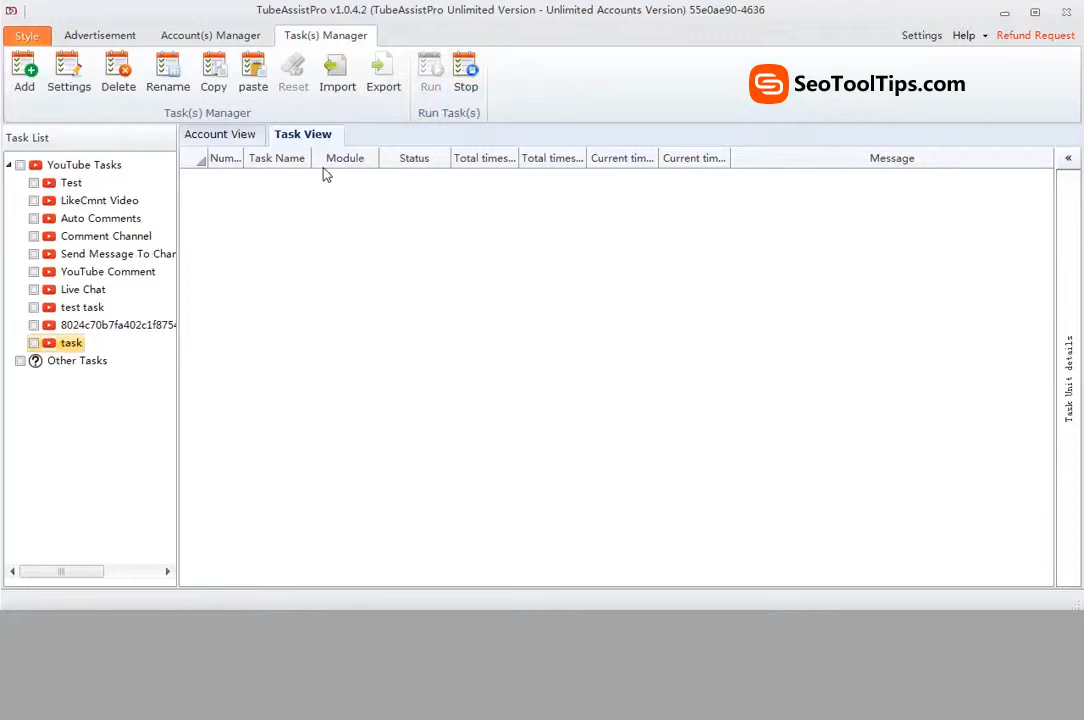 TubeAssistPro v1.0.4.2 (TubeAssistPro Unlimited Version - Unlimited Accounts Version) 55e0ae90-4636
Style Advertisement Account(s) Manager Task(s) Manager Settings Help Refund Request
Add Settings Delete Rename Copy paste Reset Import Export Run Stop
Task(s) Manager Run Task(s)
SeoToolTips.com
Task List
Account View Task View
Num... Task Name Module Status Total times... Total times... Current tim... Current tim... Message
YouTube Tasks
Test
LikeCmnt Video
Auto Comments
Comment Channel
Send Message To Char
YouTube Comment
Live Chat
test task
8024c70b7fa402c1f8754
task
Other Tasks
Task Unit details